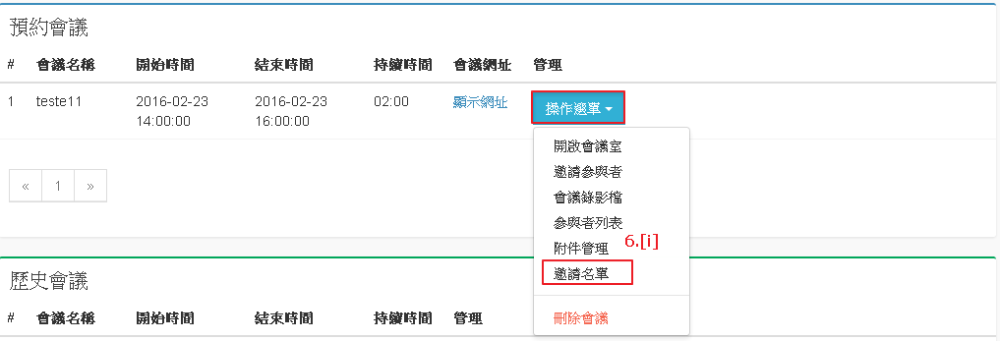 預約會議
# 會議名稱 開始時間 結束時間 持續時間 會議網址 管理
1 teste11 2016-02-23 2016-02-23 02:00 顯示網址 操作選單
14:00:00 16:00:00
開啟會議室
邀請參與者
會議錄影檔
參與者列表
附件管理 6.[i]
邀請名單
刪除會議
« 1 »
歷史會議
# 會議名稱 開始時間 結束時間 持續時間 管理